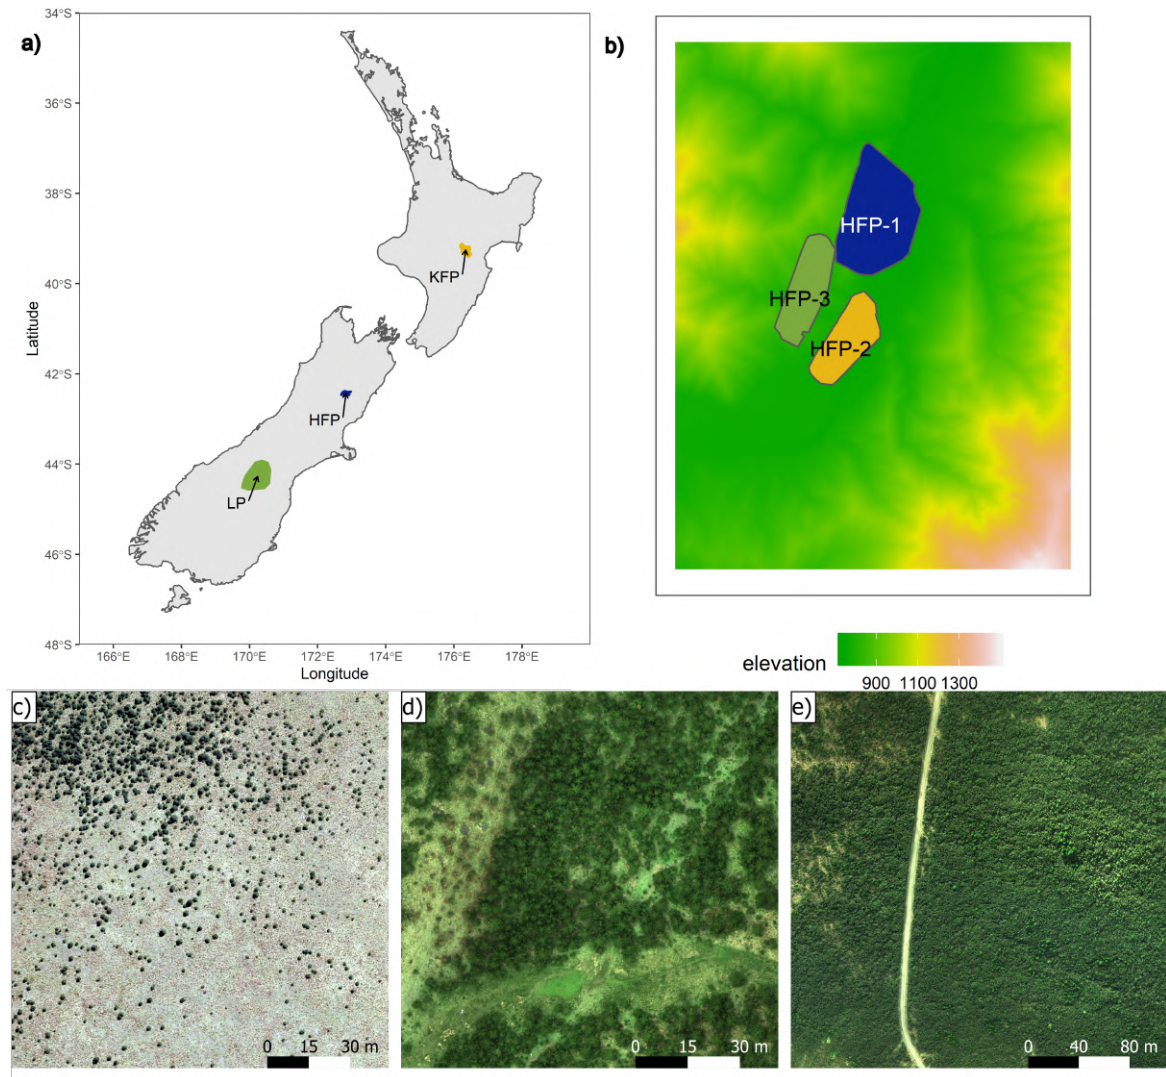 a)
34°S
36°S
38°S
40°S
42°S
44°S
46°S
48°S
Latitude
KFP
HFP
LP
166°E 168°E 170°E 172°E 174°E 176°E 178°E
Longitude
b)
HFP-1
HFP-3
HFP-2
elevation
900 1100 1300
c)
0 15 30 m
d)
0 15 30 m
e)
0 40 80 m